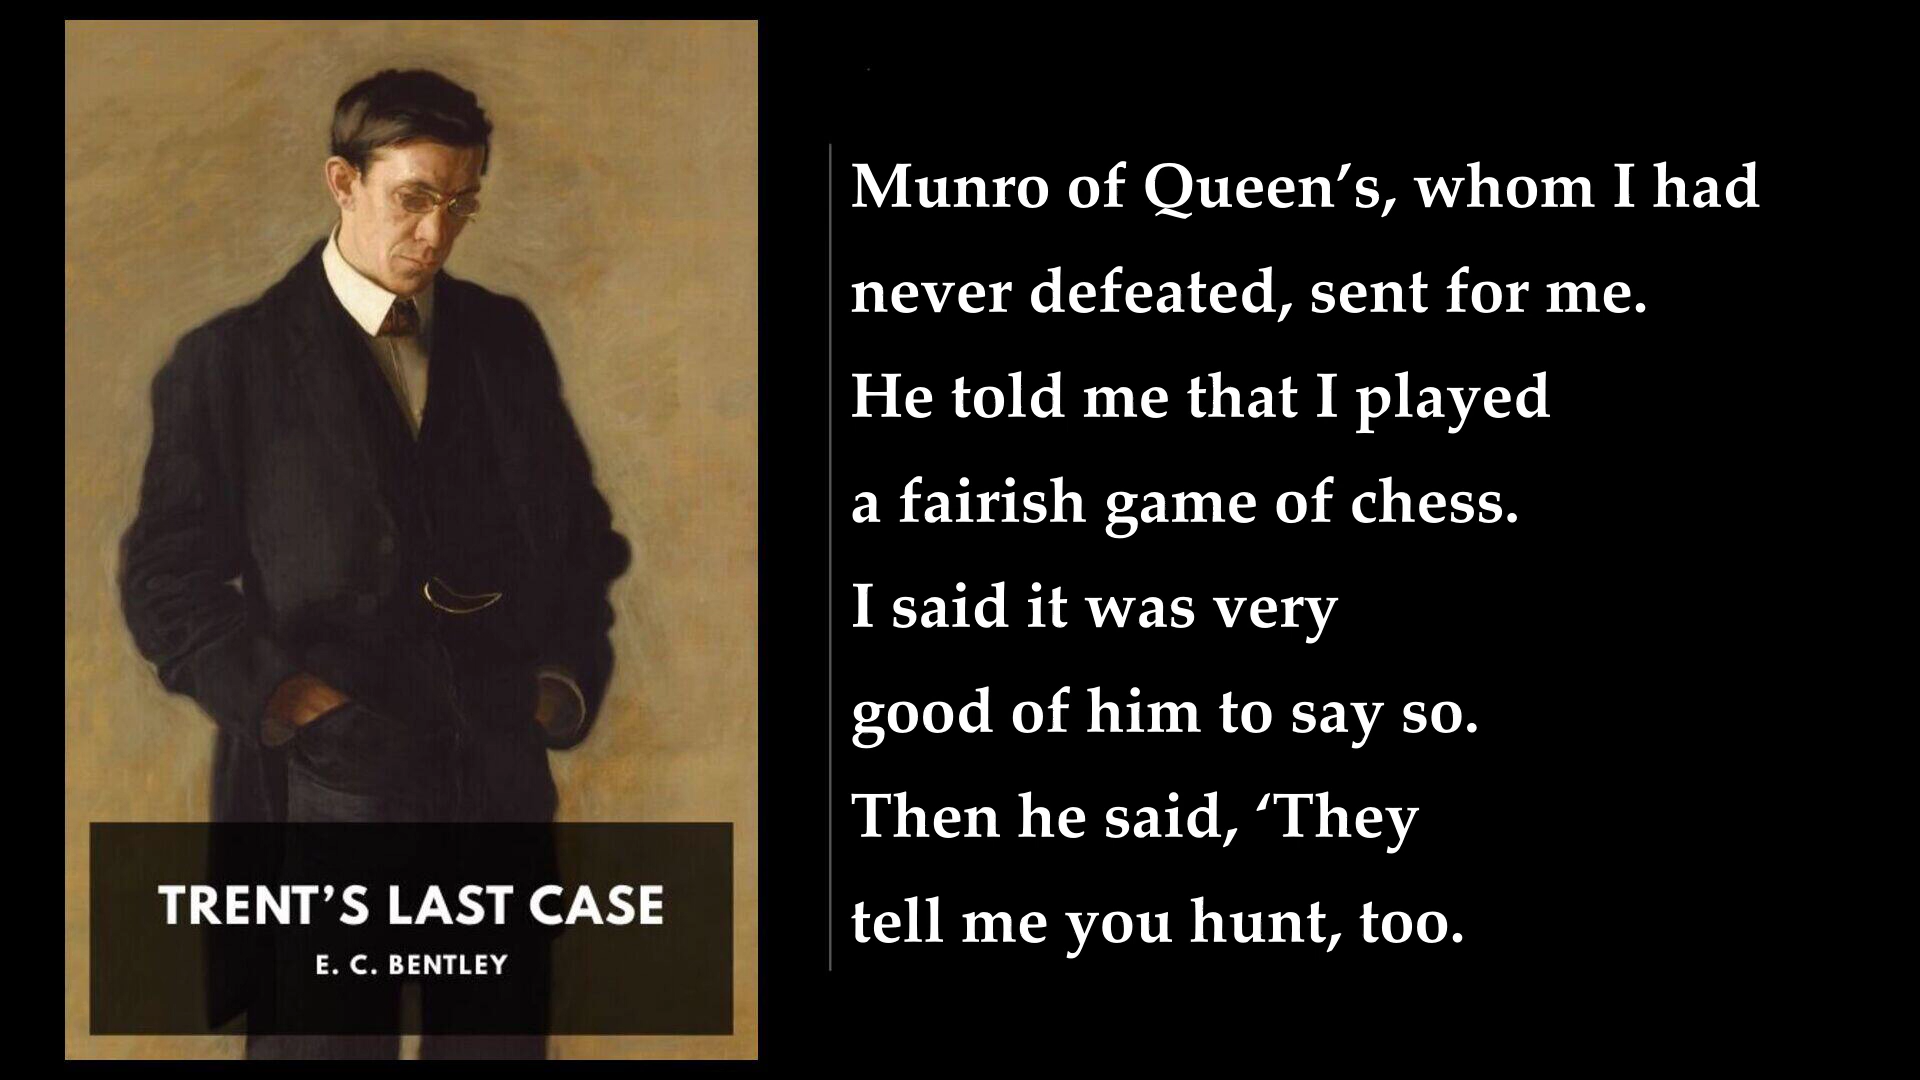 TRENT’S LAST CASE
E. C. BENTLEY
Munro of Queen’s, whom I had
never defeated, sent for me.
He told me that I played
a fairish game of chess.
I said it was very
good of him to say so.
Then he said, ‘They
tell me you hunt, too.